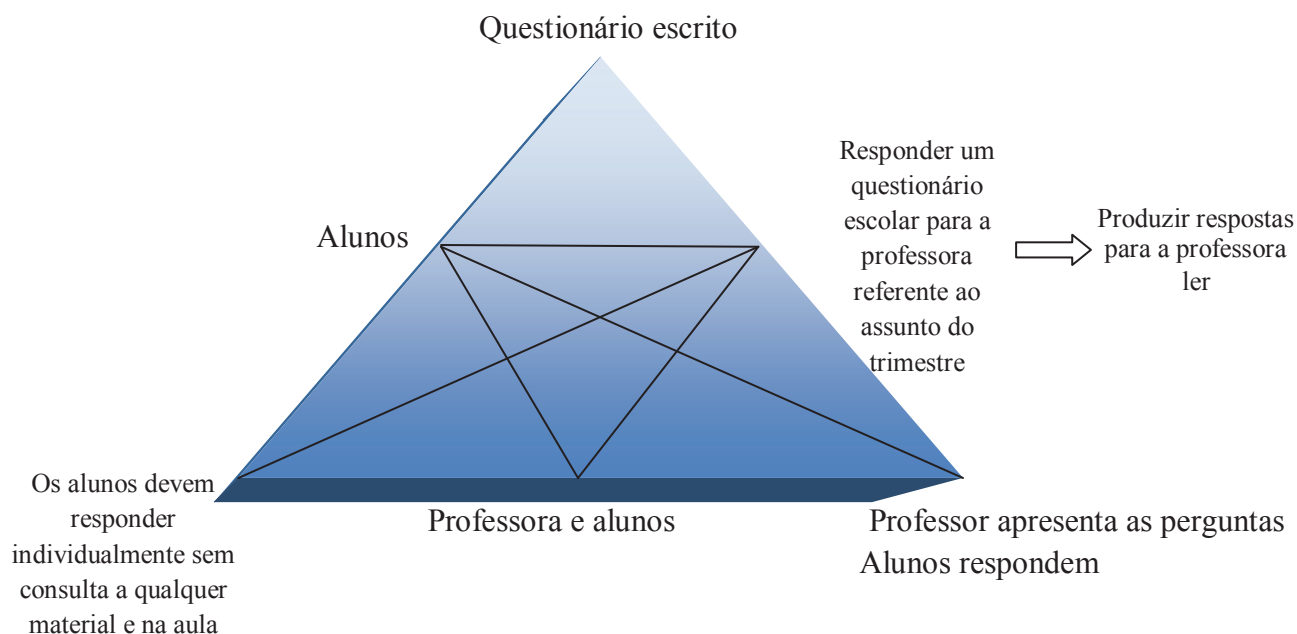 Questionário escrito
Alunos
Responder um
questionário
escolar para a
professora
referente ao
assunto do
trimestre
Produzir respostas
para a professora
ler
Os alunos devem
responder
individualmente sem
consulta a qualquer
material e na aula
Professora e alunos
Professor apresenta as perguntas
Alunos respondem